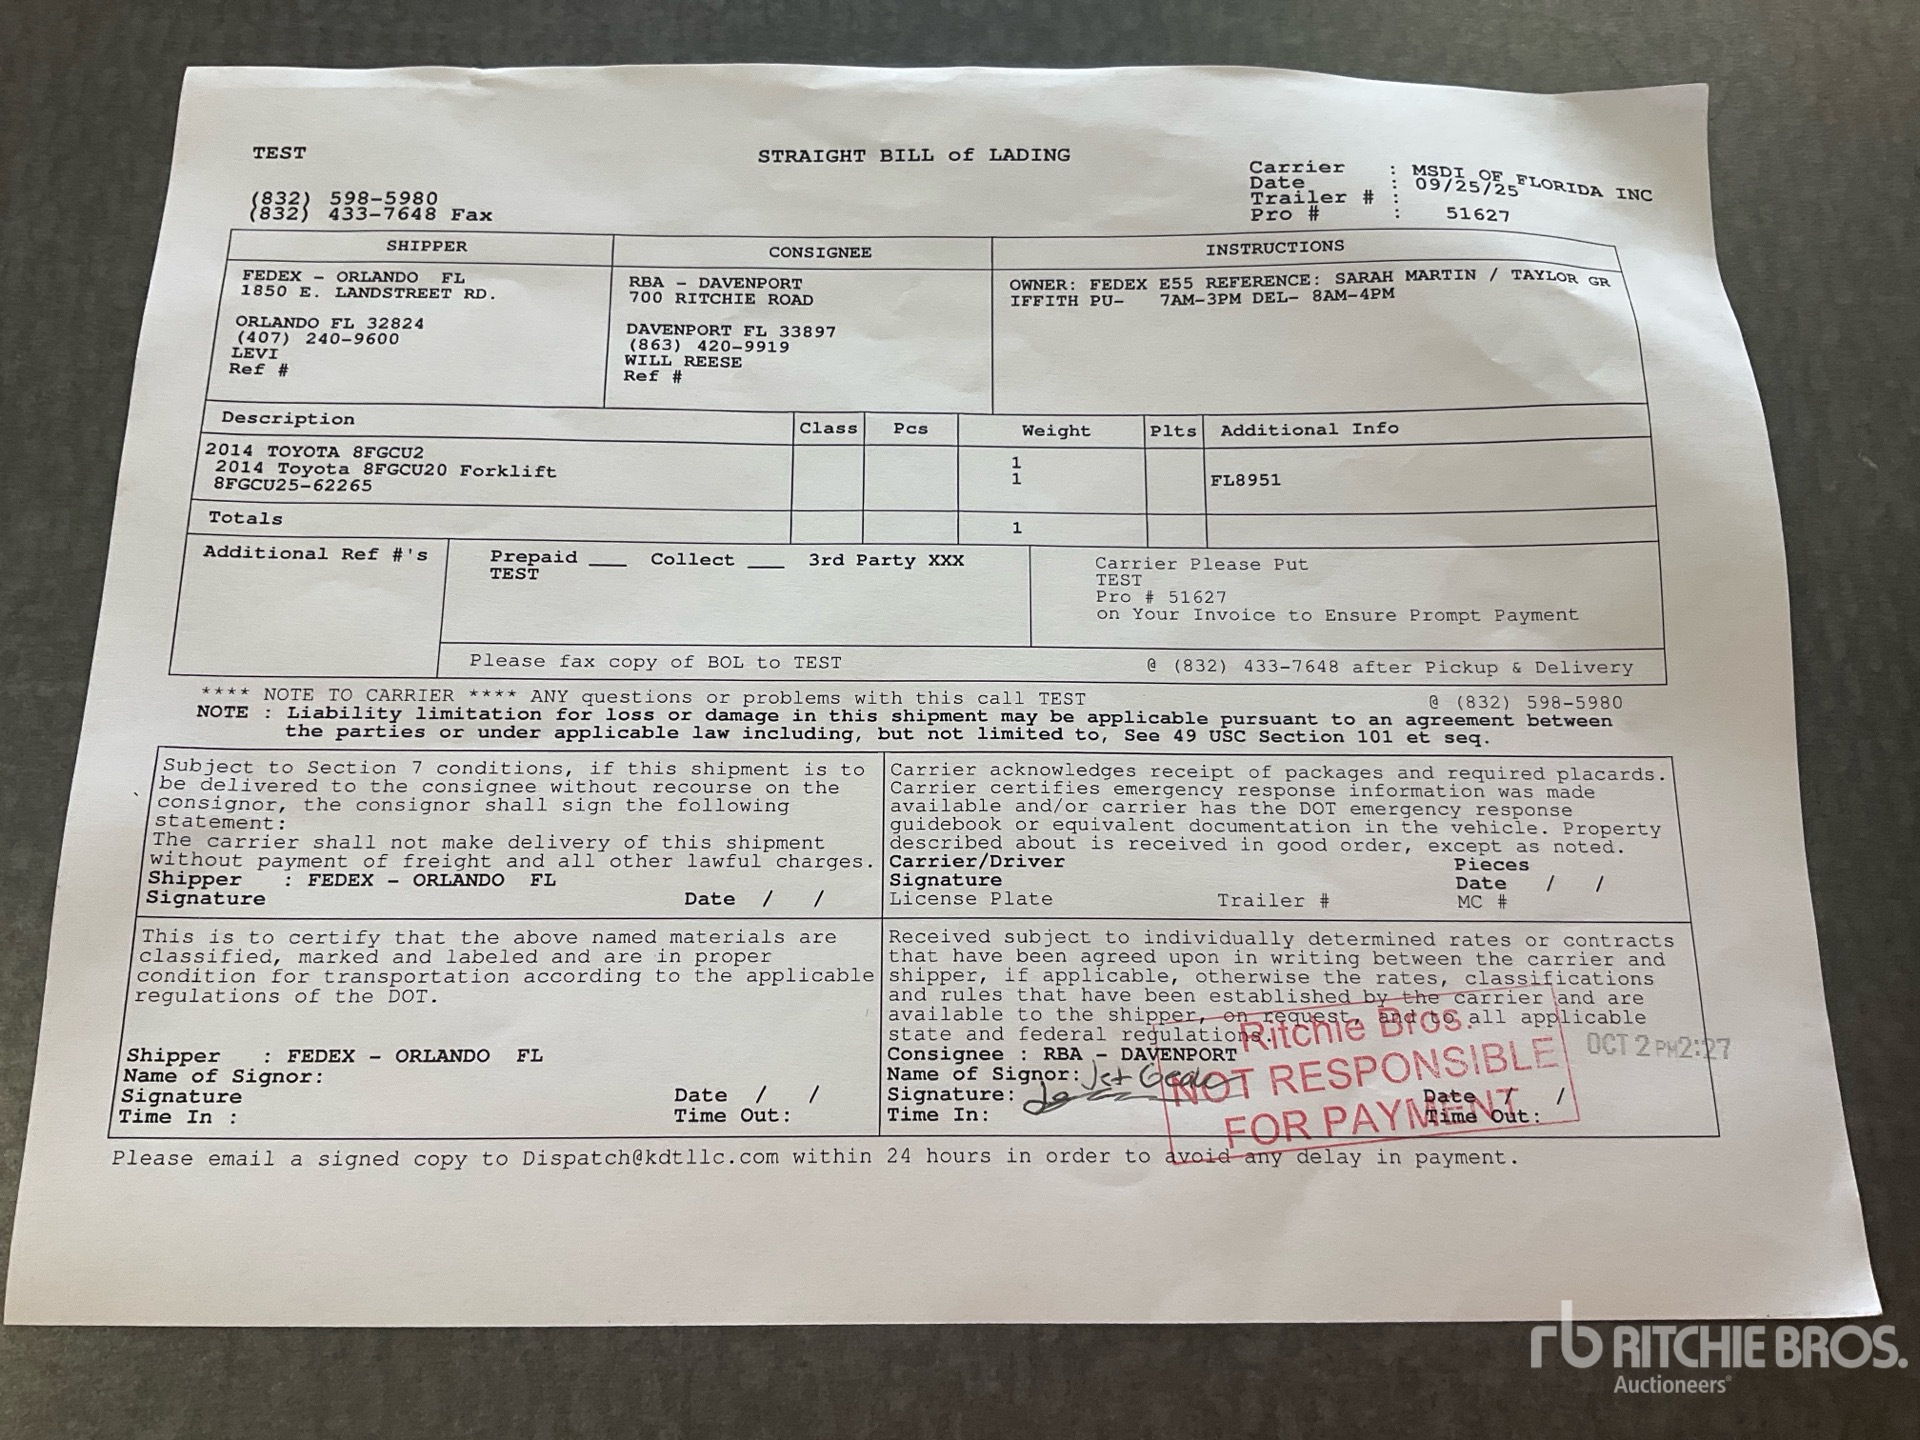 TEST
STRAIGHT BILL of LADING
(832) 598-5980
(832) 433-7648 Fax
Carrier : MSDI OF FLORIDA INC
Date : 09/25/25
Trailer # :
Pro # : 51627
SHIPPER
FEDEX - ORLANDO FL
1850 E. LANDSTREET RD.
ORLANDO FL 32824
(407) 240-9600
LEVI
Ref #
CONSIGNEE
RBA - DAVENPORT
700 RITCHIE ROAD
DAVENPORT FL 33897
(863) 420-9919
WILL REESE
Ref #
INSTRUCTIONS
OWNER: FEDEX E55 REFERENCE: SARAH MARTIN / TAYLOR GR
IFFITH PU- 7AM-3PM DEL- 8AM-4PM
Description Class Pcs Weight Plts Additional Info
2014 TOYOTA 8FGCU2 1
2014 Toyota 8FGCU20 Forklift 1 FL8951
8FGCU25-62265
Totals 1
Additional Ref #'s
Prepaid ___ Collect ___ 3rd Party XXX
TEST
Carrier Please Put
TEST
Pro # 51627
on Your Invoice to Ensure Prompt Payment
Please fax copy of BOL to TEST @ (832) 433-7648 after Pickup & Delivery
**** NOTE TO CARRIER **** ANY questions or problems with this call TEST @ (832) 598-5980
NOTE : Liability limitation for loss or damage in this shipment may be applicable pursuant to an agreement between
the parties or under applicable law including, but not limited to, See 49 USC Section 101 et seq.
Subject to Section 7 conditions, if this shipment is to
be delivered to the consignee without recourse on the
consignor, the consignor shall sign the following
statement:
The carrier shall not make delivery of this shipment
without payment of freight and all other lawful charges.
Shipper : FEDEX - ORLANDO FL
Signature Date / /
Carrier acknowledges receipt of packages and required placards.
Carrier certifies emergency response information was made
available and/or carrier has the DOT emergency response
guidebook or equivalent documentation in the vehicle. Property
described about is received in good order, except as noted.
Carrier/Driver Pieces
Signature Date / /
License Plate Trailer # MC #
This is to certify that the above named materials are
classified, marked and labeled and are in proper
condition for transportation according to the applicable
regulations of the DOT.
Shipper : FEDEX - ORLANDO FL
Name of Signor:
Signature Date / /
Time In : Time Out:
Received subject to individually determined rates or contracts
that have been agreed upon in writing between the carrier and
shipper, if applicable, otherwise the rates, classifications
and rules that have been established by the carrier and are
available to the shipper, on request, and to all applicable
state and federal regulations.
Consignee : RBA - DAVENPORT
Name of Signor:
Signature: Date / /
Time In: Time Out:
Ritchie Bros.
NOT RESPONSIBLE
FOR PAYMENT
OCT 2 PM 2:27
Please email a signed copy to Dispatch@kdtllc.com within 24 hours in order to avoid any delay in payment.
rb RITCHIE BROS.
Auctioneers